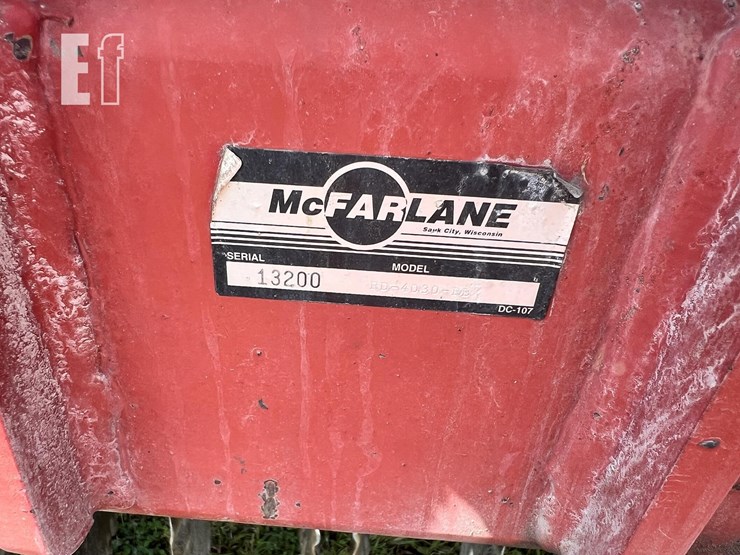 Ef
McFARLANE
Sauk City, Wisconsin
SERIAL
MODEL
13200
DC-107